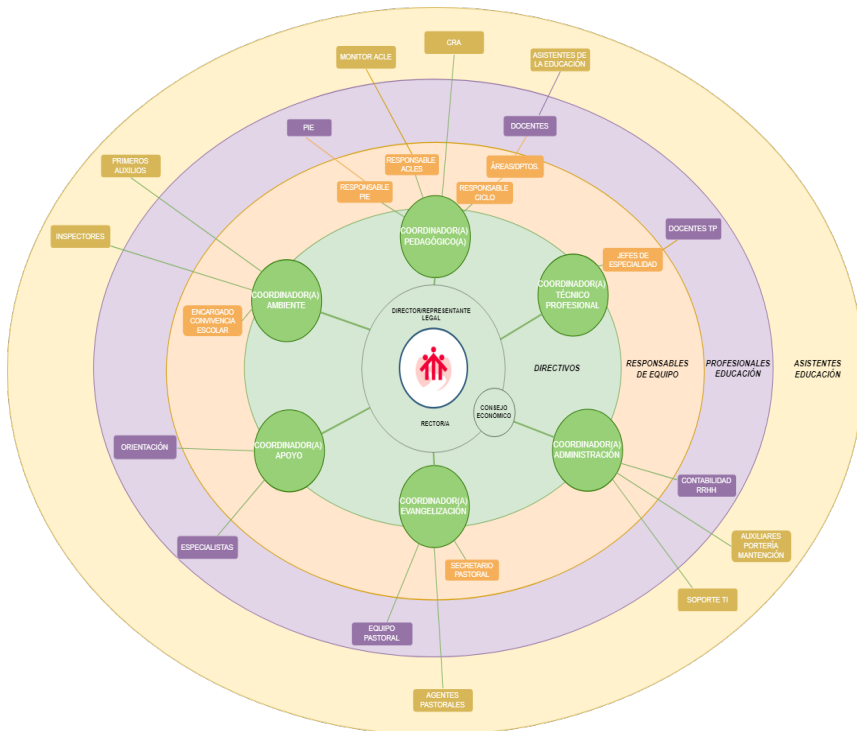 CRA
MONITOR ACLE
ASISTENTES DE
LA EDUCACIÓN
PIE
DOCENTES
PRIMEROS
AUXILIOS
RESPONSABLE
ACLES
ÁREAS/DPTOS.
RESPONSABLE
PIE
RESPONSABLE
CICLO
INSPECTORES
DOCENTES TP
COORDINADOR(A)
PEDAGÓGICO(A)
JEFES DE
ESPECIALIDAD
COORDINADOR(A)
AMBIENTE
COORDINADOR(A)
TÉCNICO
PROFESIONAL
ENCARGADO
CONVIVENCIA
ESCOLAR
DIRECTOR/REPRESENTANTE
LEGAL
DIRECTIVOS
RESPONSABLES
DE EQUIPO
PROFESIONALES
EDUCACIÓN
ASISTENTES
EDUCACIÓN
CONSEJO
ECONÓMICO
RECTOR/A
ORIENTACIÓN
COORDINADOR(A)
APOYO
COORDINADOR(A)
ADMINISTRACIÓN
CONTABILIDAD
RRHH
COORDINADOR(A)
EVANGELIZACIÓN
ESPECIALISTAS
AUXILIARES
PORTERÍA
MANTENCIÓN
SECRETARIO
PASTORAL
SOPORTE TI
EQUIPO
PASTORAL
AGENTES
PASTORALES